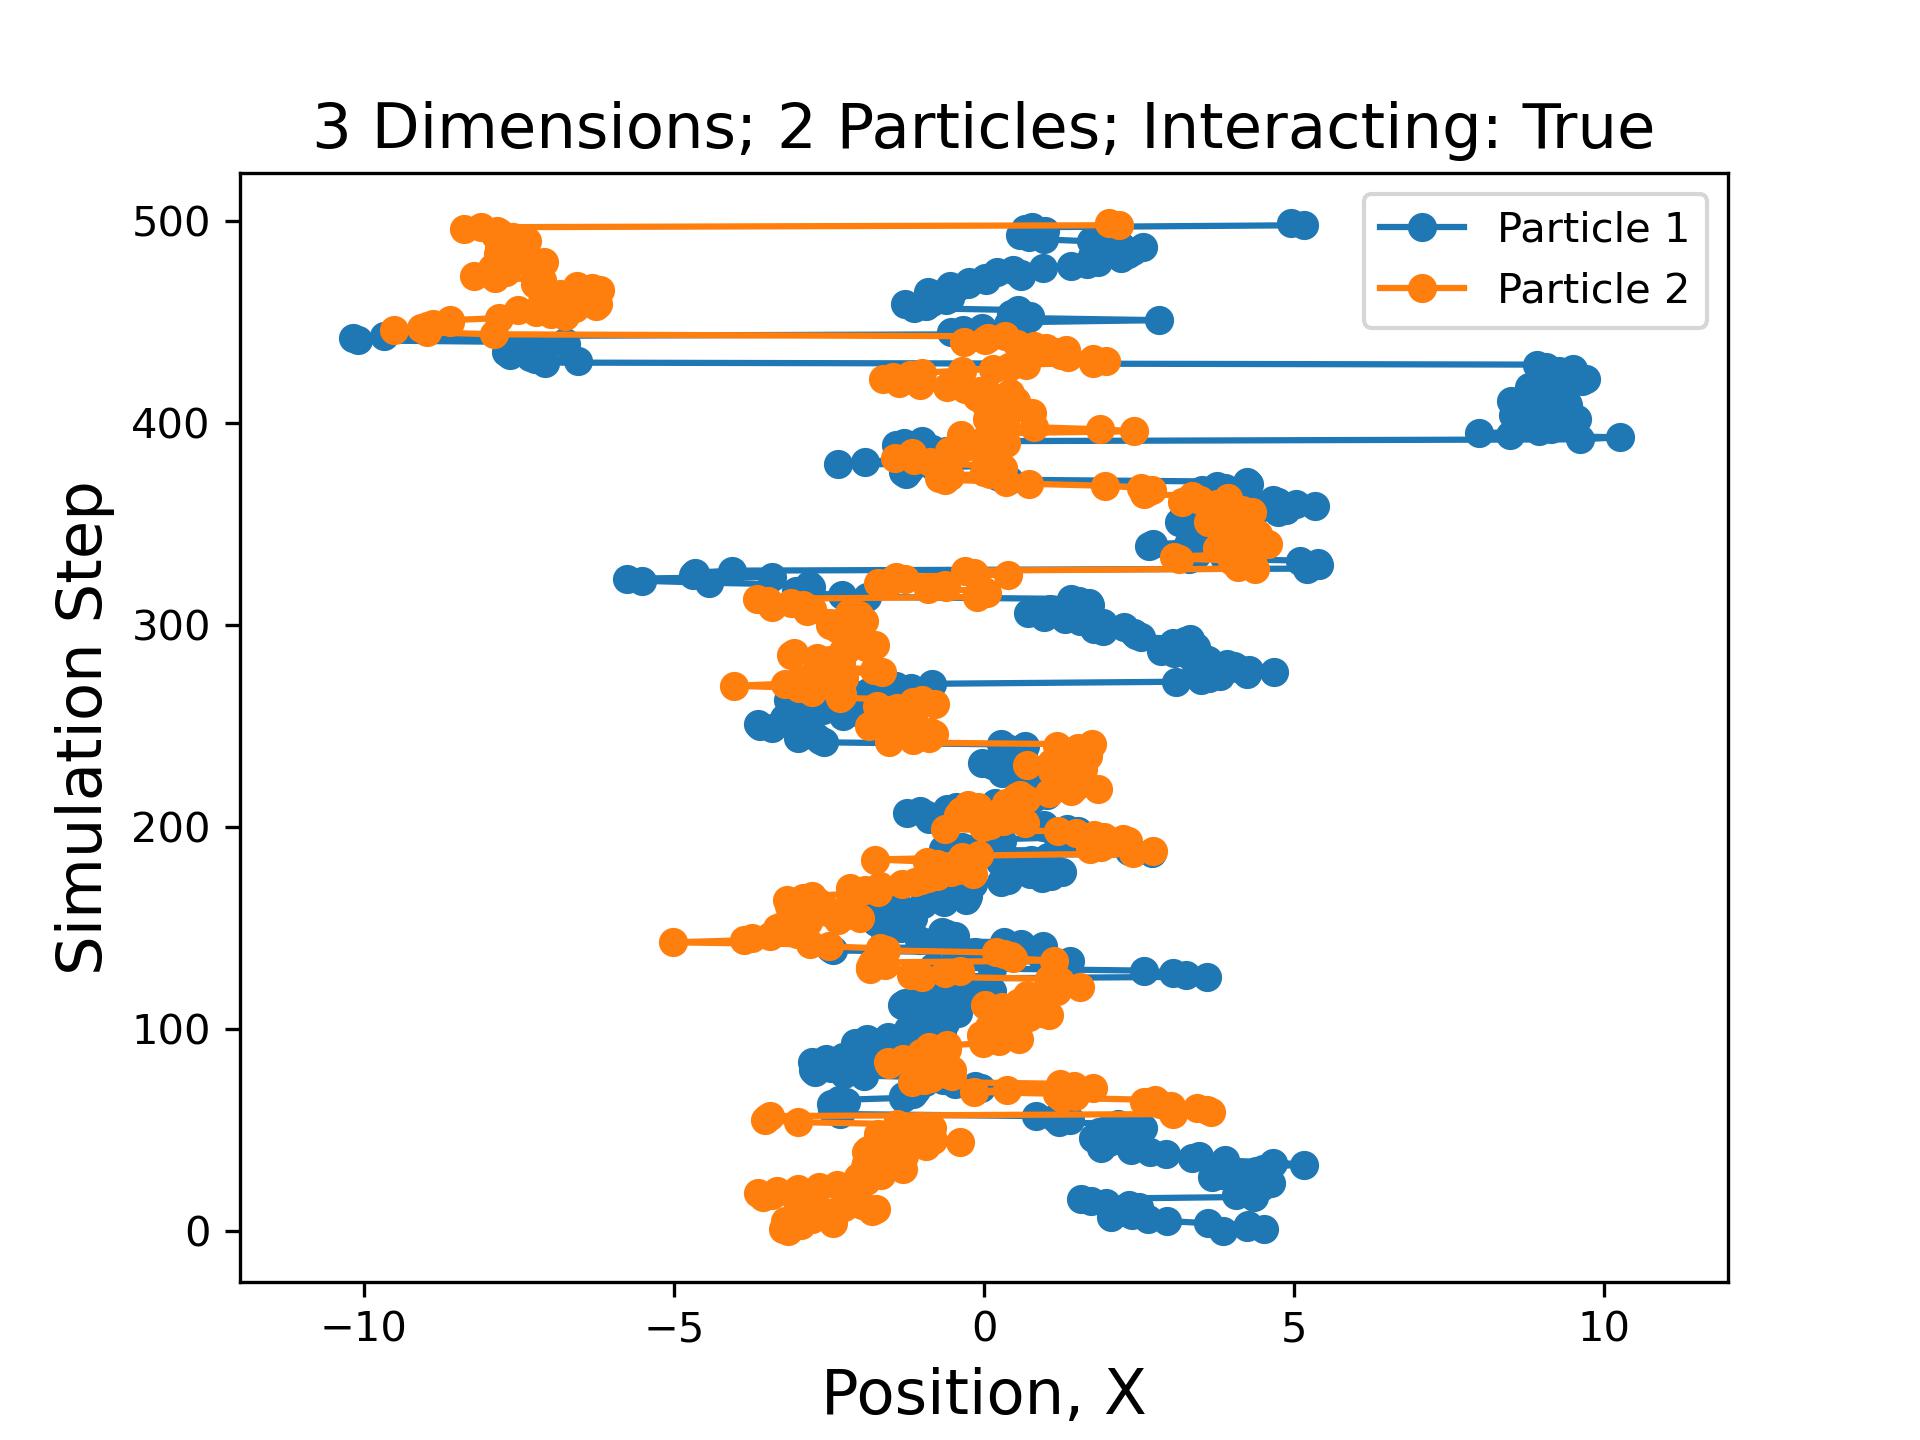 3 Dimensions; 2 Particles; Interacting: True
Particle 1
Particle 2
Simulation Step
500
400
300
200
100
0
−10
−5
0
5
10
Position, X